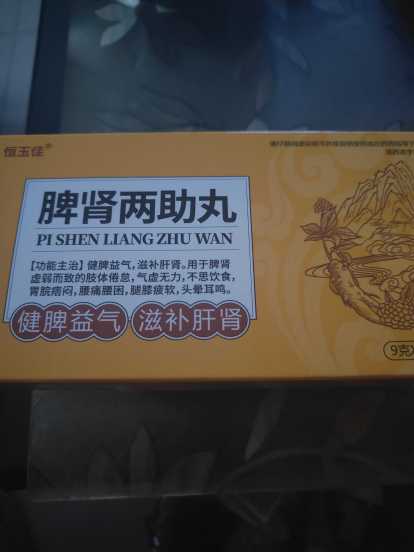 恒玉佳®
脾肾两助丸
PI SHEN LIANG ZHU WAN
【功能主治】健脾益气，滋补肝肾。用于脾肾
虚弱而致的肢体倦怠，气虚无力，不思饮食，
胃脘痞闷，腰痛腰困，腿膝疲软，头晕耳鸣。
健脾益气 滋补肝肾
9克